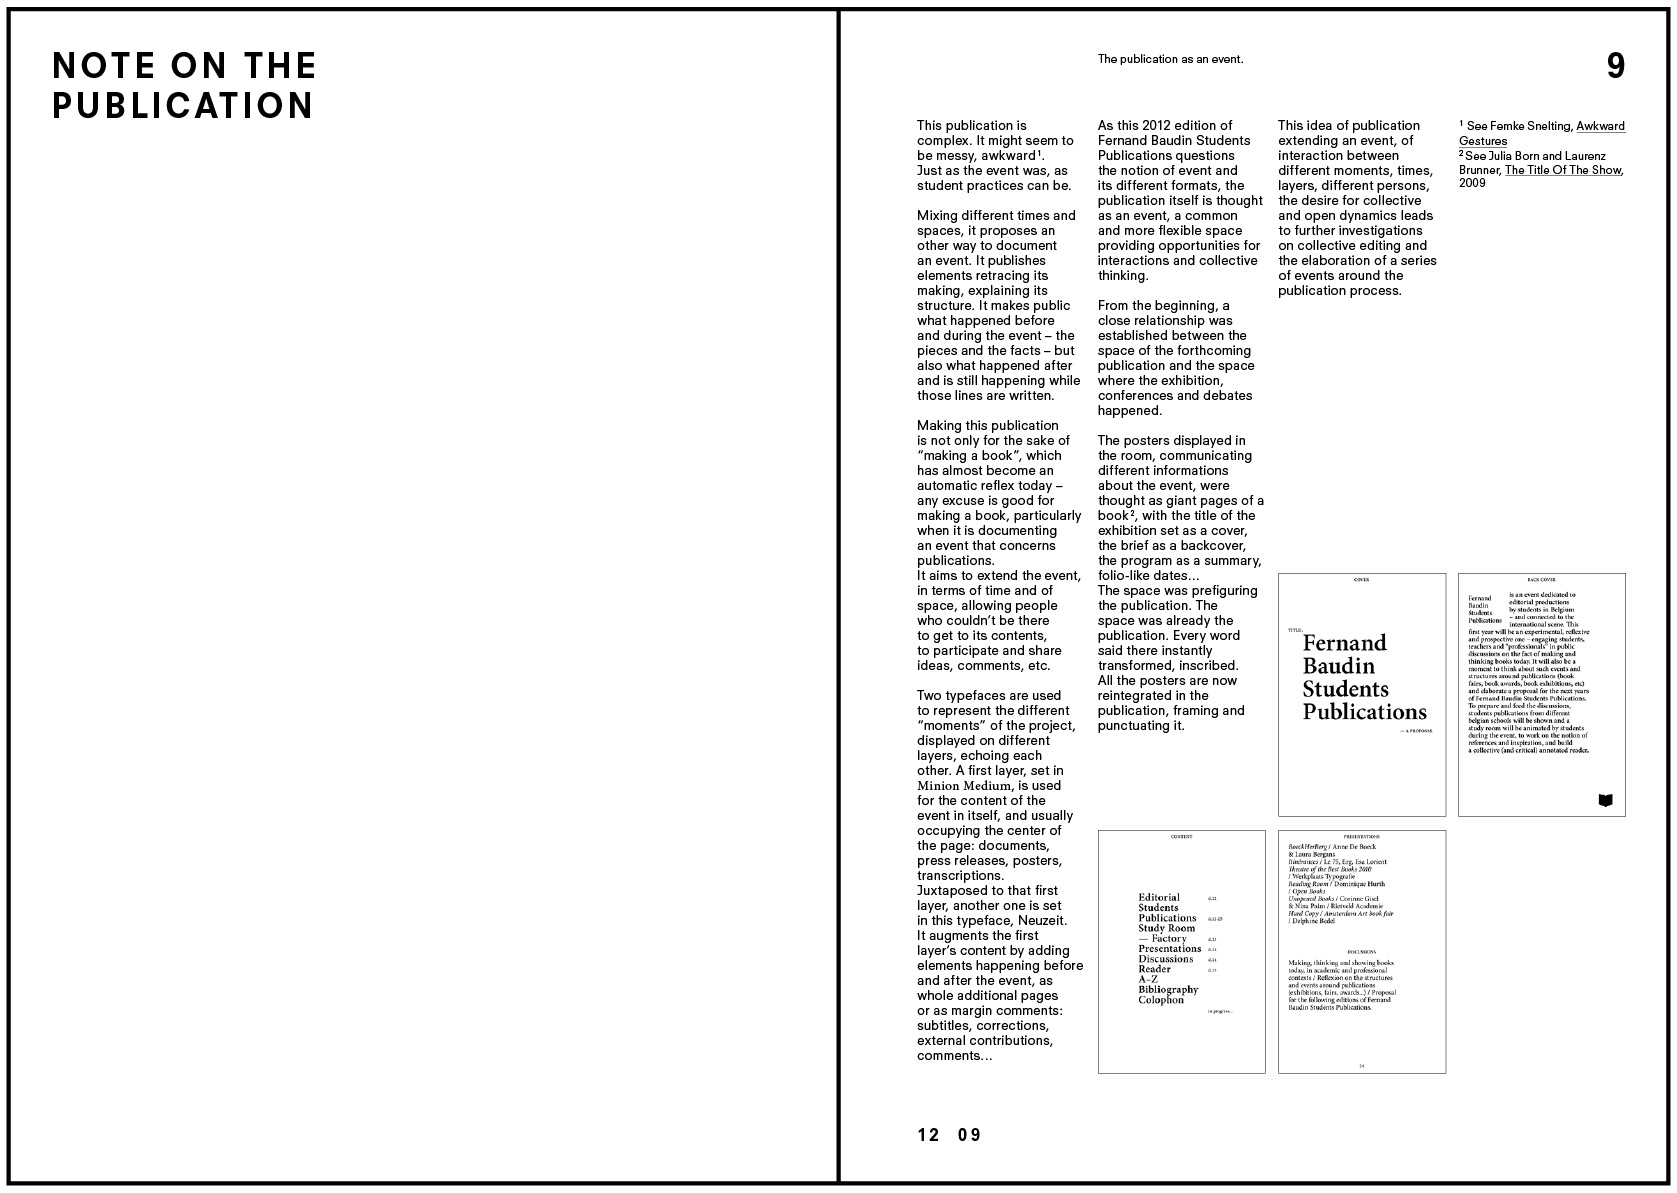 NOTE ON THE
PUBLICATION
The publication as an event.
9
This publication is
complex. It might seem to
be messy, awkward¹.
Just as the event was, as
student practices can be.
Mixing different times and
spaces, it proposes an
other way to document
an event. It publishes
elements retracing its
making, explaining its
structure. It makes public
what happened before
and during the event – the
pieces and the facts – but
also what happened after
and is still happening while
those lines are written.
Making this publication
is not only for the sake of
“making a book”, which
has almost become an
automatic reflex today –
any excuse is good for
making a book, particularly
when it is documenting
an event that concerns
publications.
It aims to extend the event,
in terms of time and of
space, allowing people
who couldn’t be there
to get to its contents,
to participate and share
ideas, comments, etc.
Two typefaces are used
to represent the different
“moments” of the project,
displayed on different
layers, echoing each
other. A first layer, set in
Minion Medium, is used
for the content of the
event in itself, and usually
occupying the center of
the page: documents,
press releases, posters,
transcriptions.
Juxtaposed to that first
layer, another one is set
in this typeface, Neuzeit.
It augments the first
layer’s content by adding
elements happening before
and after the event, as
whole additional pages
or as margin comments:
subtitles, corrections,
external contributions,
comments…
As this 2012 edition of
Fernand Baudin Students
Publications questions
the notion of event and
its different formats, the
publication itself is thought
as an event, a common
and more flexible space
providing opportunities for
interactions and collective
thinking.
From the beginning, a
close relationship was
established between the
space of the forthcoming
publication and the space
where the exhibition,
conferences and debates
happened.
The posters displayed in
the room, communicating
different informations
about the event, were
thought as giant pages of a
book², with the title of the
exhibition set as a cover,
the brief as a backcover,
the program as a summary,
folio-like dates…
The space was prefiguring
the publication. The
space was already the
publication. Every word
said there instantly
transformed, inscribed.
All the posters are now
reintegrated in the
publication, framing and
punctuating it.
This idea of publication
extending an event, of
interaction between
different moments, times,
layers, different persons,
the desire for collective
and open dynamics leads
to further investigations
on collective editing and
the elaboration of a series
of events around the
publication process.
¹ See Femke Snelting, Awkward
Gestures
² See Julia Born and Laurenz
Brunner, The Title Of The Show,
2009
COVER
TITLE:
Fernand
Baudin
Students
Publications
— A PROPOSAL
BACK COVER
Fernand
Baudin
Students
Publications
is an event dedicated to
editorial productions
by students in Belgium
– and connected to the
international scene. This
first year will be an experimental, reflexive
and prospective one – engaging students,
teachers and "professionals" in public
discussions on the fact of making and
thinking books today. It will also be a
moment to think about such events and
structures around publications (book
fairs, book awards, book exhibitions, etc)
and elaborate a proposal for the next years
of Fernand Baudin Students Publications.
To prepare and feed the discussions,
students publications from different
belgian schools will be shown and a
study room will be animated by students
during the event, to work on the notion of
references and inspiration, and build
a collective (and critical) annotated reader.
CONTENT
Editorial
Students
Publications
Study Room
— Factory
Presentations
Discussions
Reader
A–Z
Bibliography
Colophon
in progress...
PRESENTATIONS
BoeckHerBerg / Anne De Boeck
& Laura Bergans
Itinérances / Le 75, Erg, Esa Lorient
Theatre of the Best Books 2010
/ Werkplaats Typografie
Reading Room / Dominique Hurth
/ Open Books
Unopened Books / Corinne Gisel
& Nina Paim / Rietveld Academie
Hard Copy / Amsterdam Art book fair
/ Delphine Bedel
DISCUSSIONS
Making, thinking and showing books
today, in academic and professional
contexts / Reflexion on the structures
and events around publications
(exhibitions, fairs, awards...) / Proposal
for the following editions of Fernand
Baudin Students Publications.
24
12 09